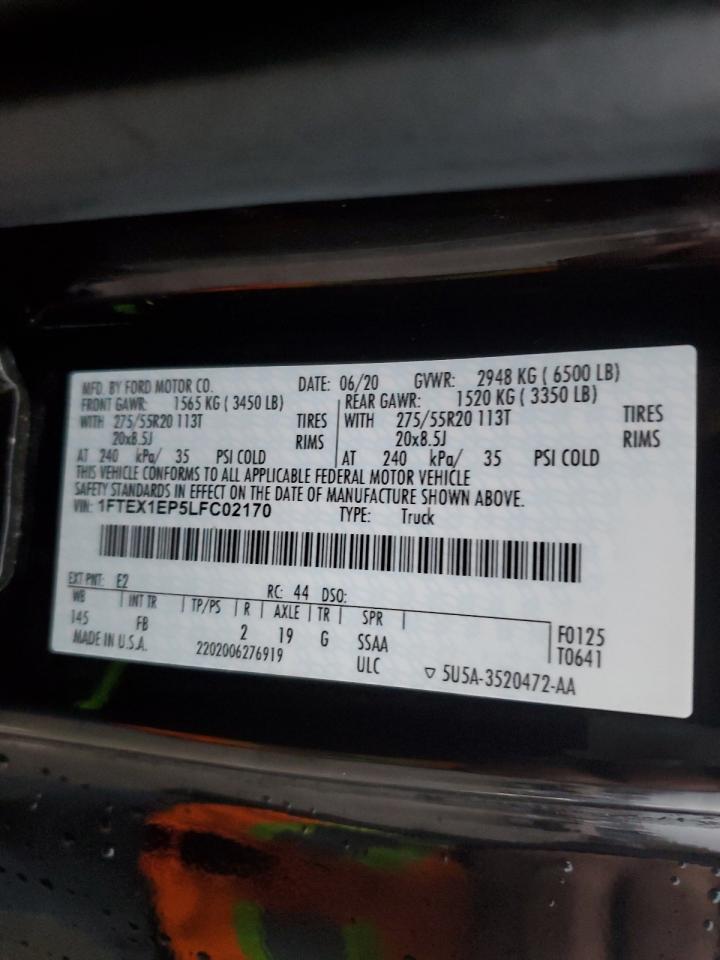 MFD. BY FORD MOTOR CO. DATE: 06/20 GVWR: 2948 KG ( 6500 LB)
FRONT GAWR: 1565 KG ( 3450 LB) REAR GAWR: 1520 KG ( 3350 LB)
WITH 275/55R20 113T TIRES WITH 275/55R20 113T TIRES
20x8.5J RIMS 20x8.5J RIMS
AT 240 kPa/ 35 PSI COLD AT 240 kPa/ 35 PSI COLD
THIS VEHICLE CONFORMS TO ALL APPLICABLE FEDERAL MOTOR VEHICLE
SAFETY STANDARDS IN EFFECT ON THE DATE OF MANUFACTURE SHOWN ABOVE.
VIN: 1FTEX1EP5LFC02170 TYPE: Truck
EXT PNT: E2 RC: 44 DSO:
WB INT TR TP/PS R AXLE TR SPR
145 FB 2 19 G SSAA F0125
MADE IN U.S.A. 2202006276919 ULC T0641
5U5A-3520472-AA